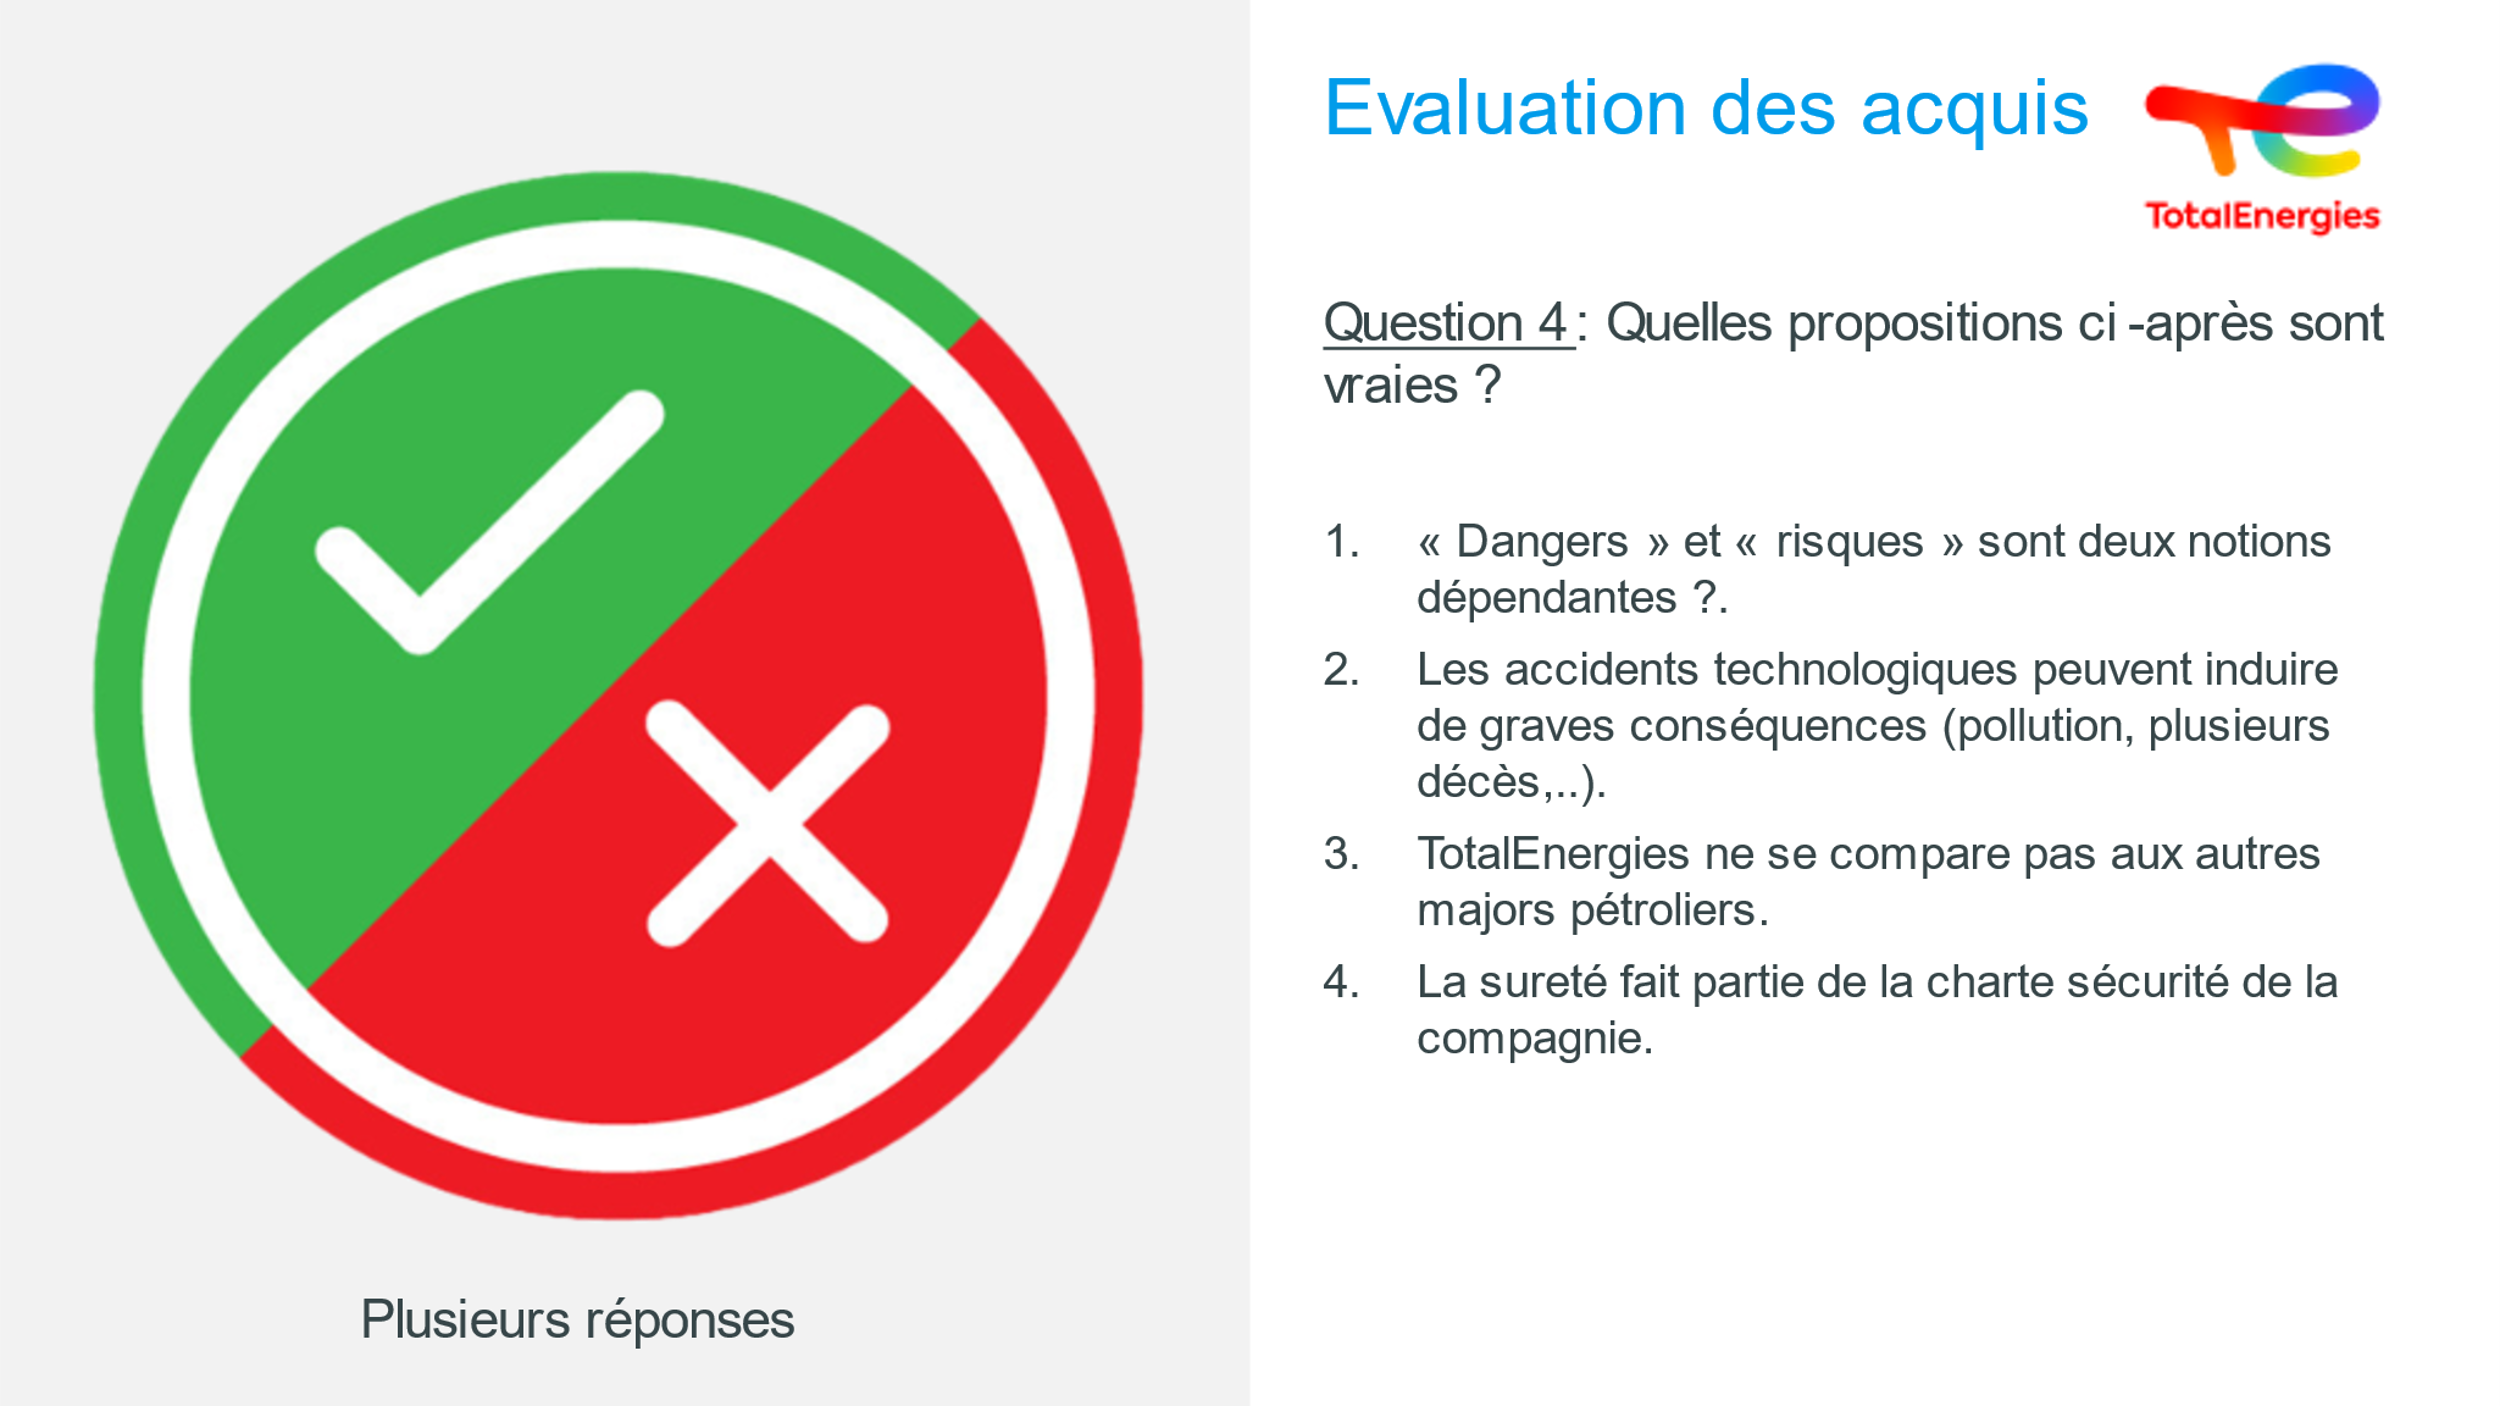 Evaluation des acquis
TotalEnergies
Question 4 : Quelles propositions ci -après sont
vraies ?
1. « Dangers » et « risques » sont deux notions
dépendantes ?.
2. Les accidents technologiques peuvent induire
de graves conséquences (pollution, plusieurs
décès,..).
3. TotalEnergies ne se compare pas aux autres
majors pétroliers.
4. La sureté fait partie de la charte sécurité de la
compagnie.
Plusieurs réponses